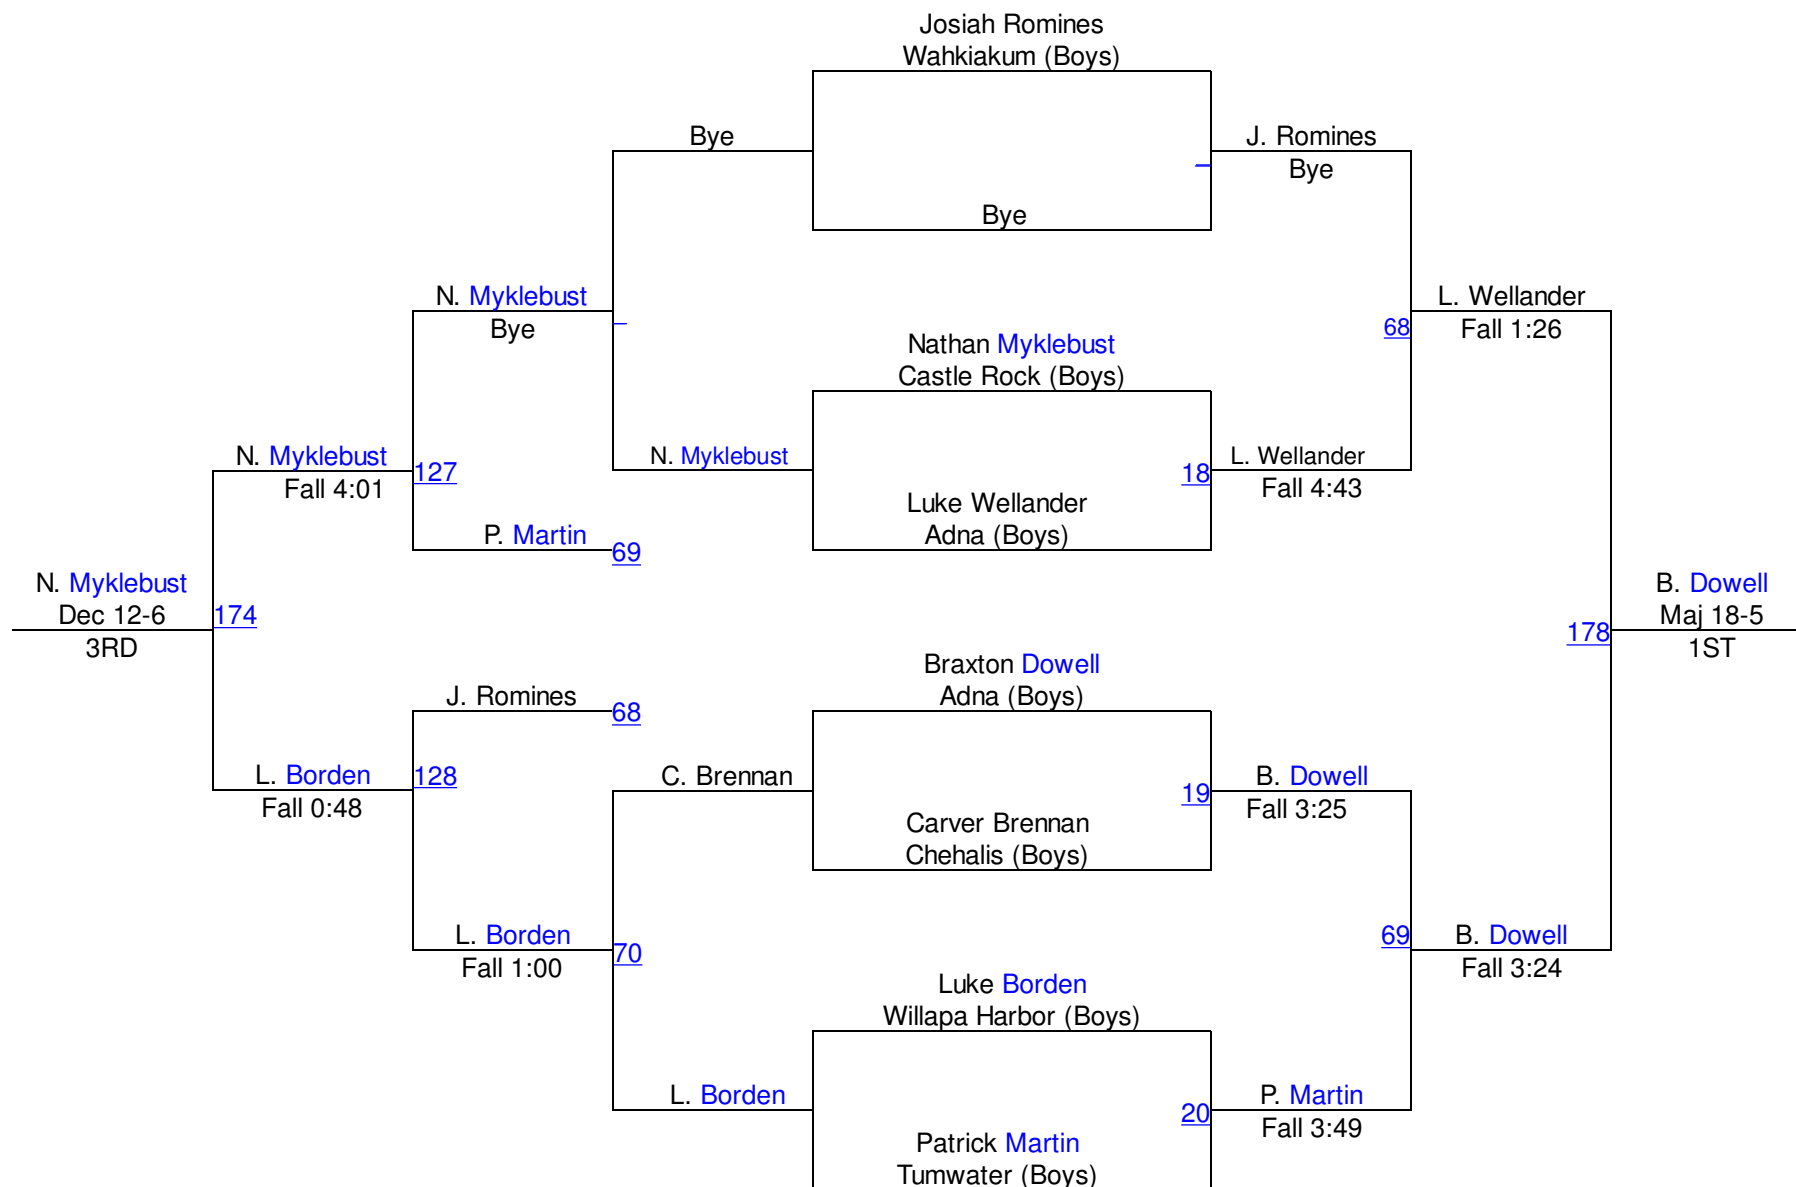 Josiah Romines
Wahkiakum (Boys)
Bye
J. Romines
Bye
Bye
N. Myklebust
Bye
L. Wellander
Fall 1:26
68
Nathan Myklebust
Castle Rock (Boys)
N. Myklebust
Fall 4:01
127
N. Myklebust
18
L. Wellander
Fall 4:43
Luke Wellander
Adna (Boys)
P. Martin
69
N. Myklebust
Dec 12-6
3RD
174
B. Dowell
Maj 18-5
1ST
178
Braxton Dowell
Adna (Boys)
J. Romines
68
L. Borden
Fall 0:48
128
C. Brennan
19
B. Dowell
Fall 3:25
Carver Brennan
Chehalis (Boys)
L. Borden
Fall 1:00
70
69
B. Dowell
Fall 3:24
Luke Borden
Willapa Harbor (Boys)
L. Borden
20
P. Martin
Fall 3:49
Patrick Martin
Tumwater (Boys)